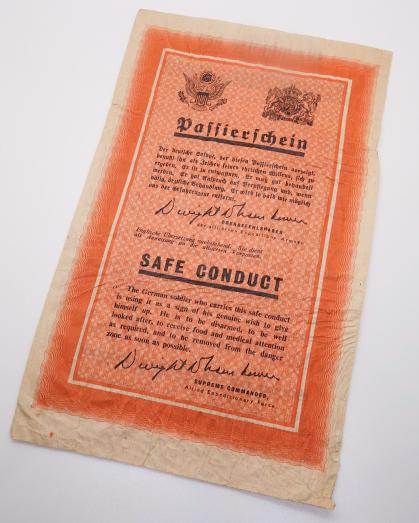 Passierschein
Der deutsche Soldat, der diesen Passierschein vorzeigt,
benutzt ihn als Zeichen seines ehrlichen Willens, sich zu
ergeben. Er ist zu entwaffnen. Er muß gut behandelt
werden. Er hat Anspruch auf Verpflegung und, wenn
nötig, ärztliche Behandlung. Er wird so bald wie möglich
aus der Gefahrenzone entfernt.
Dwight D Eisenhower
OBERBEFEHLSHABER
der Alliierten Expeditions Armee
Englische Übersetzung nachstehend. Sie dient
als Anweisung an die alliierten Vorposten.
SAFE CONDUCT
The German soldier who carries this safe conduct
is using it as a sign of his genuine wish to give
himself up. He is to be disarmed, to be well
looked after, to receive food and medical attention
as required, and to be removed from the danger
zone as soon as possible.
Dwight D Eisenhower
SUPREME COMMANDER,
Allied Expeditionary Force